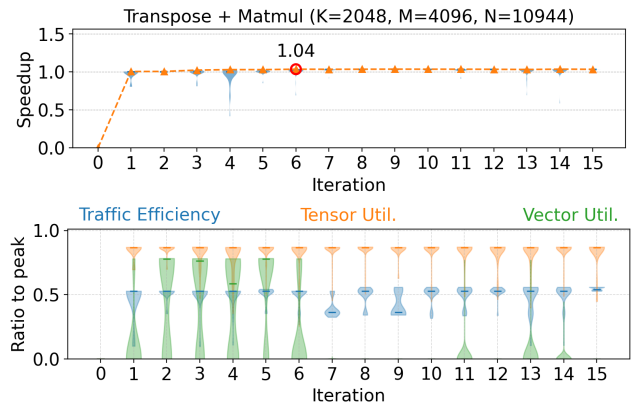 Transpose + Matmul (K=2048, M=4096, N=10944)
1.5
1.0
0.5
0.0
Speedup
1.04
0 1 2 3 4 5 6 7 8 9 10 11 12 13 14 15
Iteration
Traffic Efficiency Tensor Util. Vector Util.
1.0
0.5
0.0
Ratio to peak
0 1 2 3 4 5 6 7 8 9 10 11 12 13 14 15
Iteration